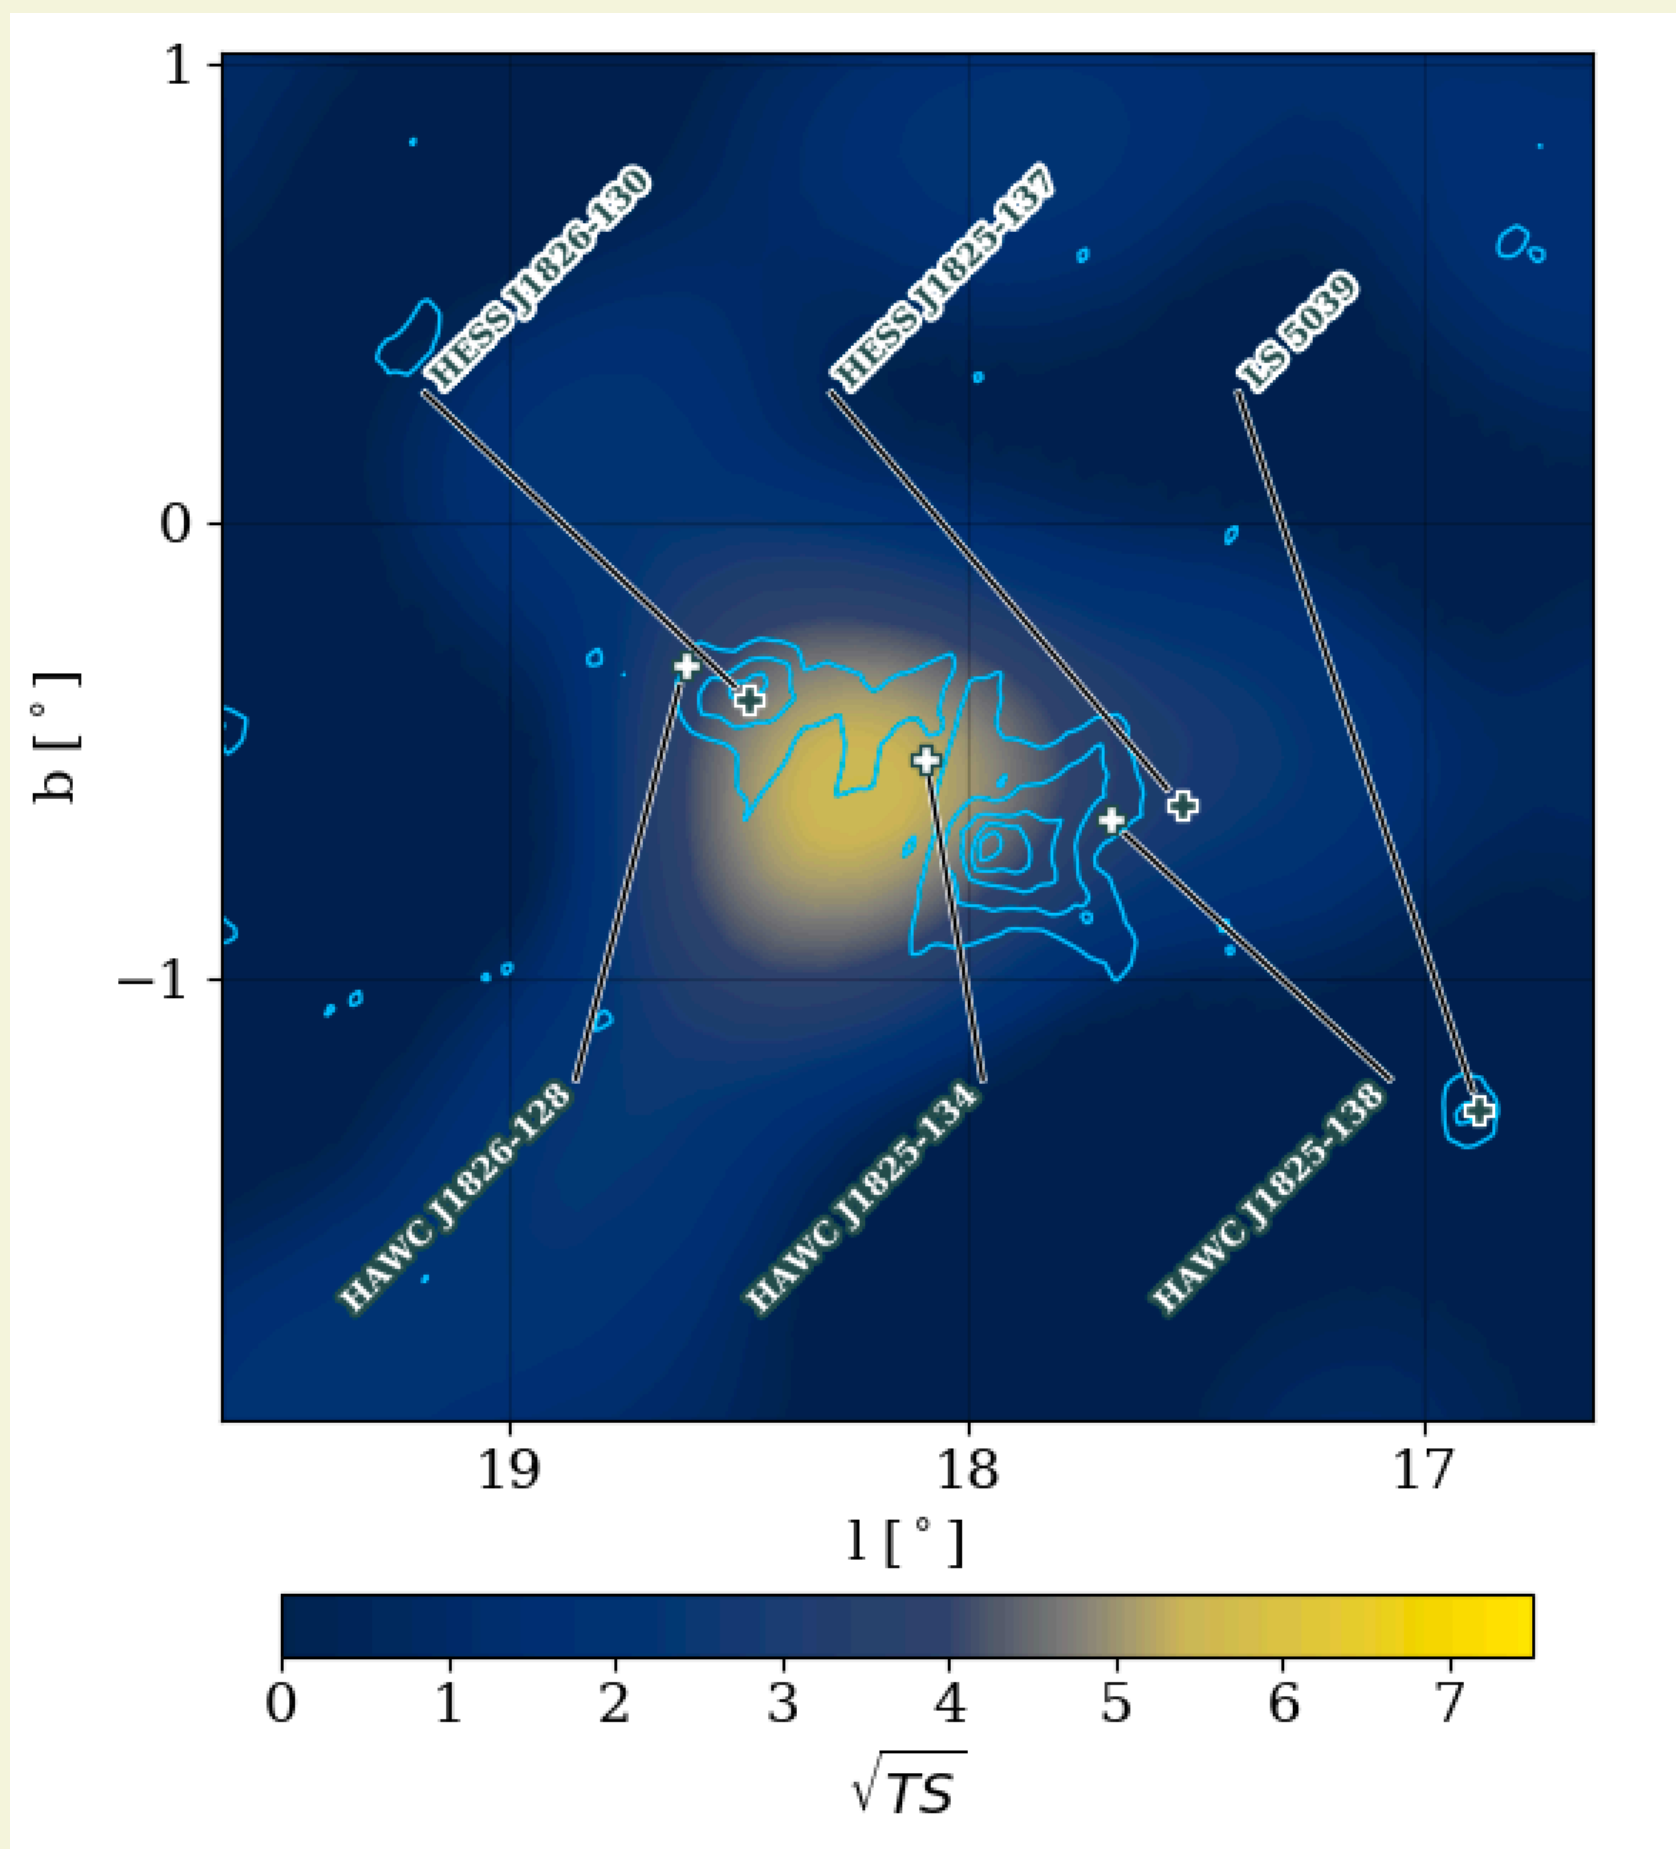 1
0
−1
b [°]
HESS J1826-130
HESS J1825-137
LS 5039
HAWC J1826-128
HAWC J1825-134
HAWC J1825-138
19
18
17
l [°]
0
1
2
3
4
5
6
7
√TS